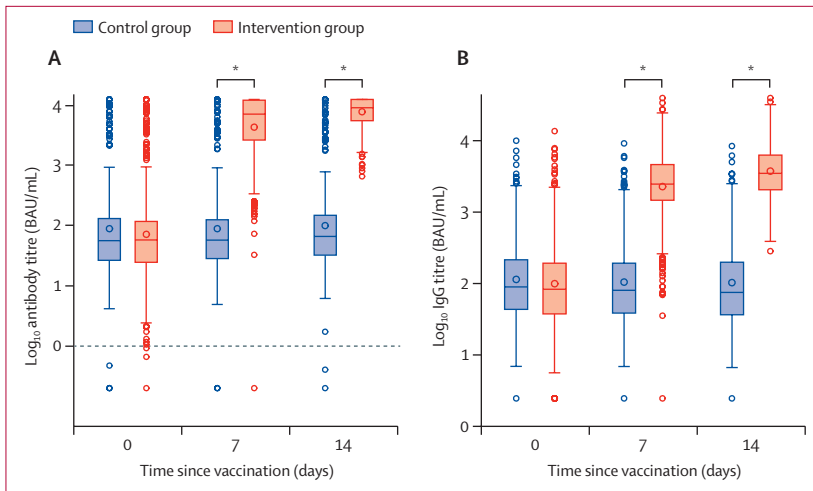 Control group Intervention group
A
B
* *
* *
Log₁₀ antibody titre (BAU/mL)
4
3
2
1
0
0 7 14
Time since vaccination (days)
Log₁₀ IgG titre (BAU/mL)
4
3
2
1
0
0 7 14
Time since vaccination (days)